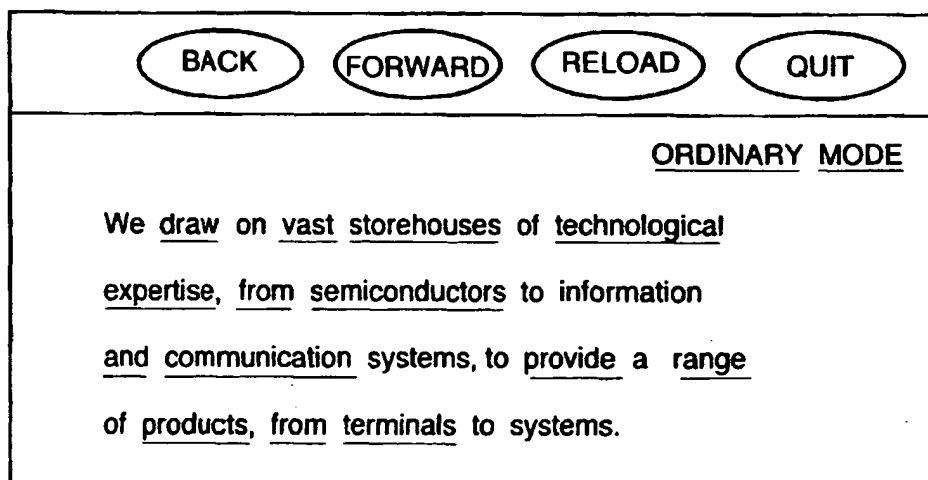 BACK FORWARD RELOAD QUIT
ORDINARY MODE
We draw on vast storehouses of technological
expertise, from semiconductors to information
and communication systems, to provide a range
of products, from terminals to systems.